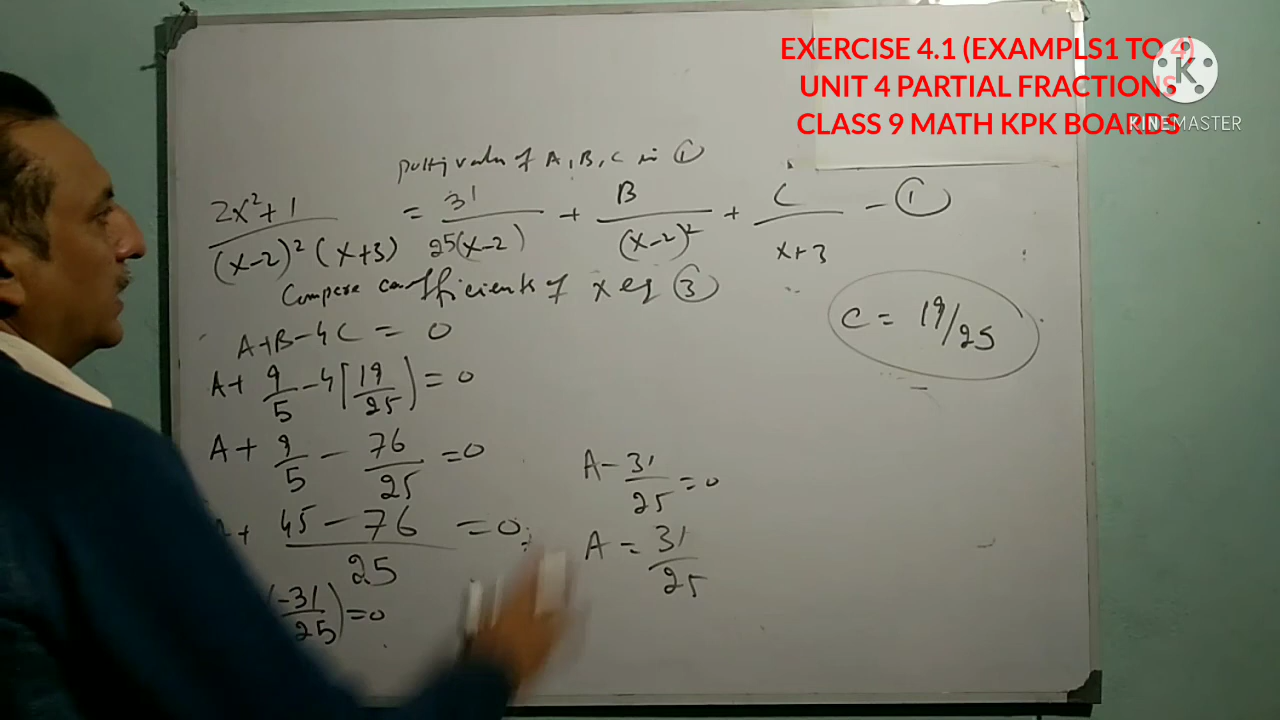 EXERCISE 4.1 (EXAMPLS1 TO 4)
UNIT 4 PARTIAL FRACTIONS
CLASS 9 MATH KPK BOARDS
K
KINEMASTER
values of A, B, C in ①
2x²+1 / (x-2)² (x+3) = 31 / 25(x-2) + B / (x-2)² + C / x+3 - ①
Compare coefficients of x eq ③
A+B-4C = 0
C = 19/25
A + 9/5 - 4(19/25) = 0
A + 9/5 - 76/25 = 0
A - 31/25 = 0
+ 45 - 76 / 25 = 0
A = 31/25
(-31/25) = 0